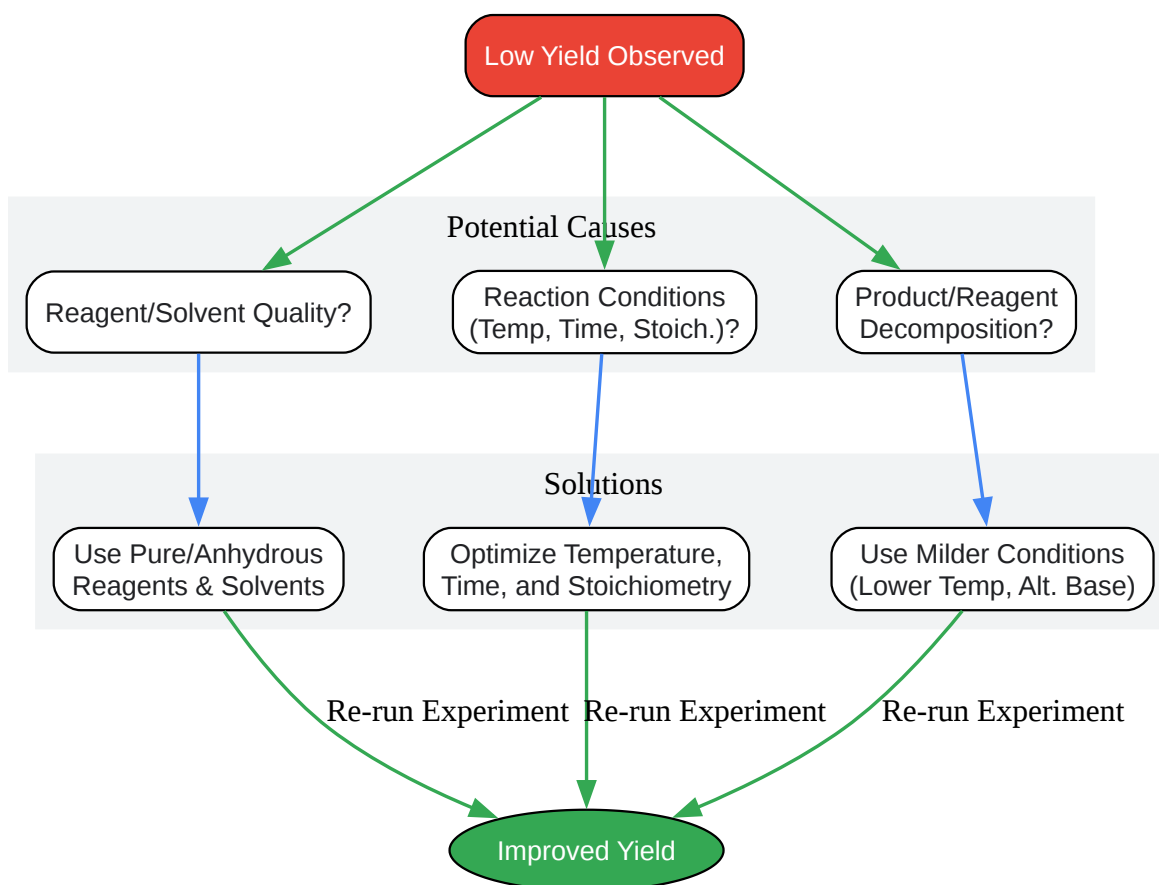 Low Yield Observed
Potential Causes
Reagent/Solvent Quality?
Reaction Conditions
(Temp, Time, Stoich.)?
Product/Reagent
Decomposition?
Solutions
Use Pure/Anhydrous
Reagents & Solvents
Optimize Temperature,
Time, and Stoichiometry
Use Milder Conditions
(Lower Temp, Alt. Base)
Re-run Experiment
Re-run Experiment
Re-run Experiment
Improved Yield